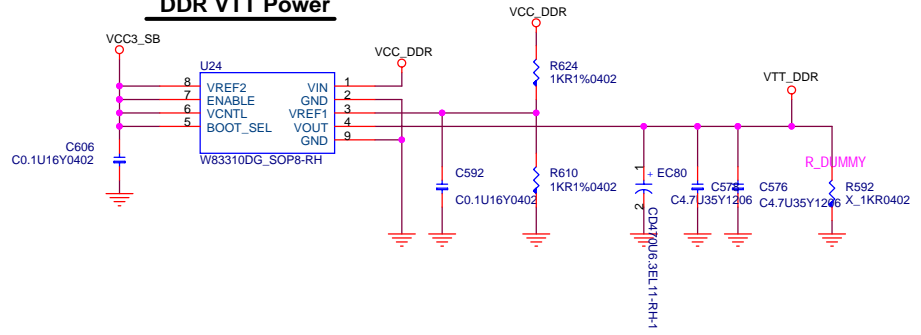 DDR VTT Power
VCC3_SB
VCC_DDR
VCC_DDR
VTT_DDR
U24
8 VREF2 VIN 1
7 ENABLE GND 2
6 VCNTL VREF1 3
5 BOOT_SEL VOUT 4
GND 9
W83310DG_SOP8-RH
C606
C0.1U16Y0402
R624
1KR1%0402
C592
C0.1U16Y0402
R610
1KR1%0402
1
+ EC80
2
CD470U6.3EL11-RH-1
C4.7U35Y1206
C576
C4.7U35Y1206
R_DUMMY
R592
X_1KR0402